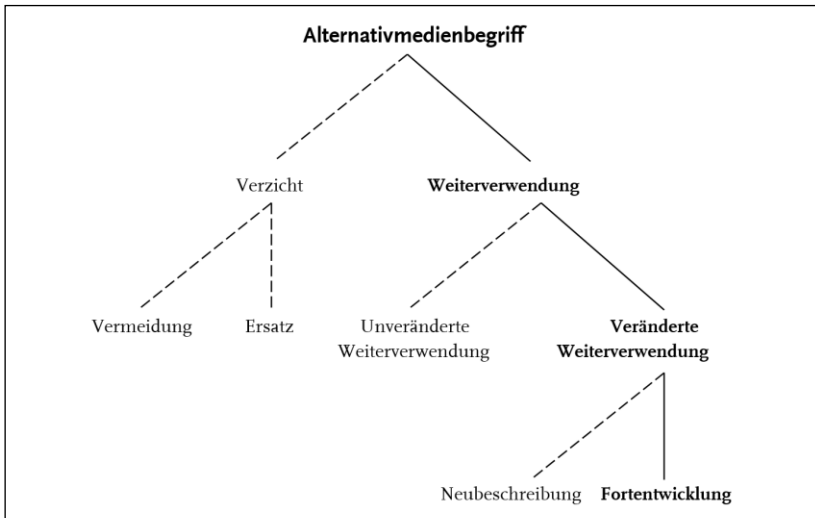 Alternativmedienbegriff
Verzicht
Weiterverwendung
Vermeidung
Ersatz
Unveränderte
Weiterverwendung
Veränderte
Weiterverwendung
Neubeschreibung
Fortentwicklung